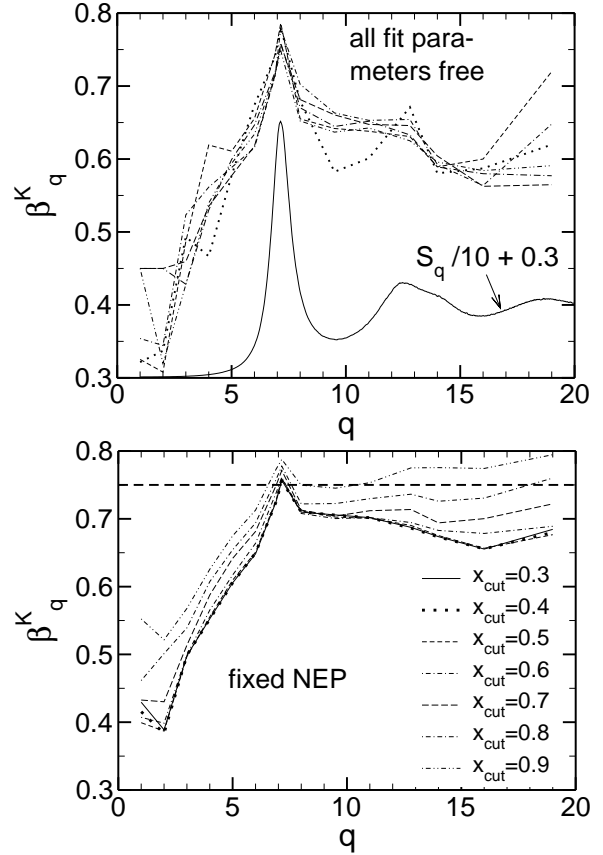 0.8
0.7
0.6
0.5
0.4
0.3
β^K_q
all fit para-
meters free
S_q /10 + 0.3
0 5 10 15 20
q
0.8
0.7
0.6
0.5
0.4
0.3
β^K_q
fixed NEP
x_cut=0.3
x_cut=0.4
x_cut=0.5
x_cut=0.6
x_cut=0.7
x_cut=0.8
x_cut=0.9
0 5 10 15 20
q